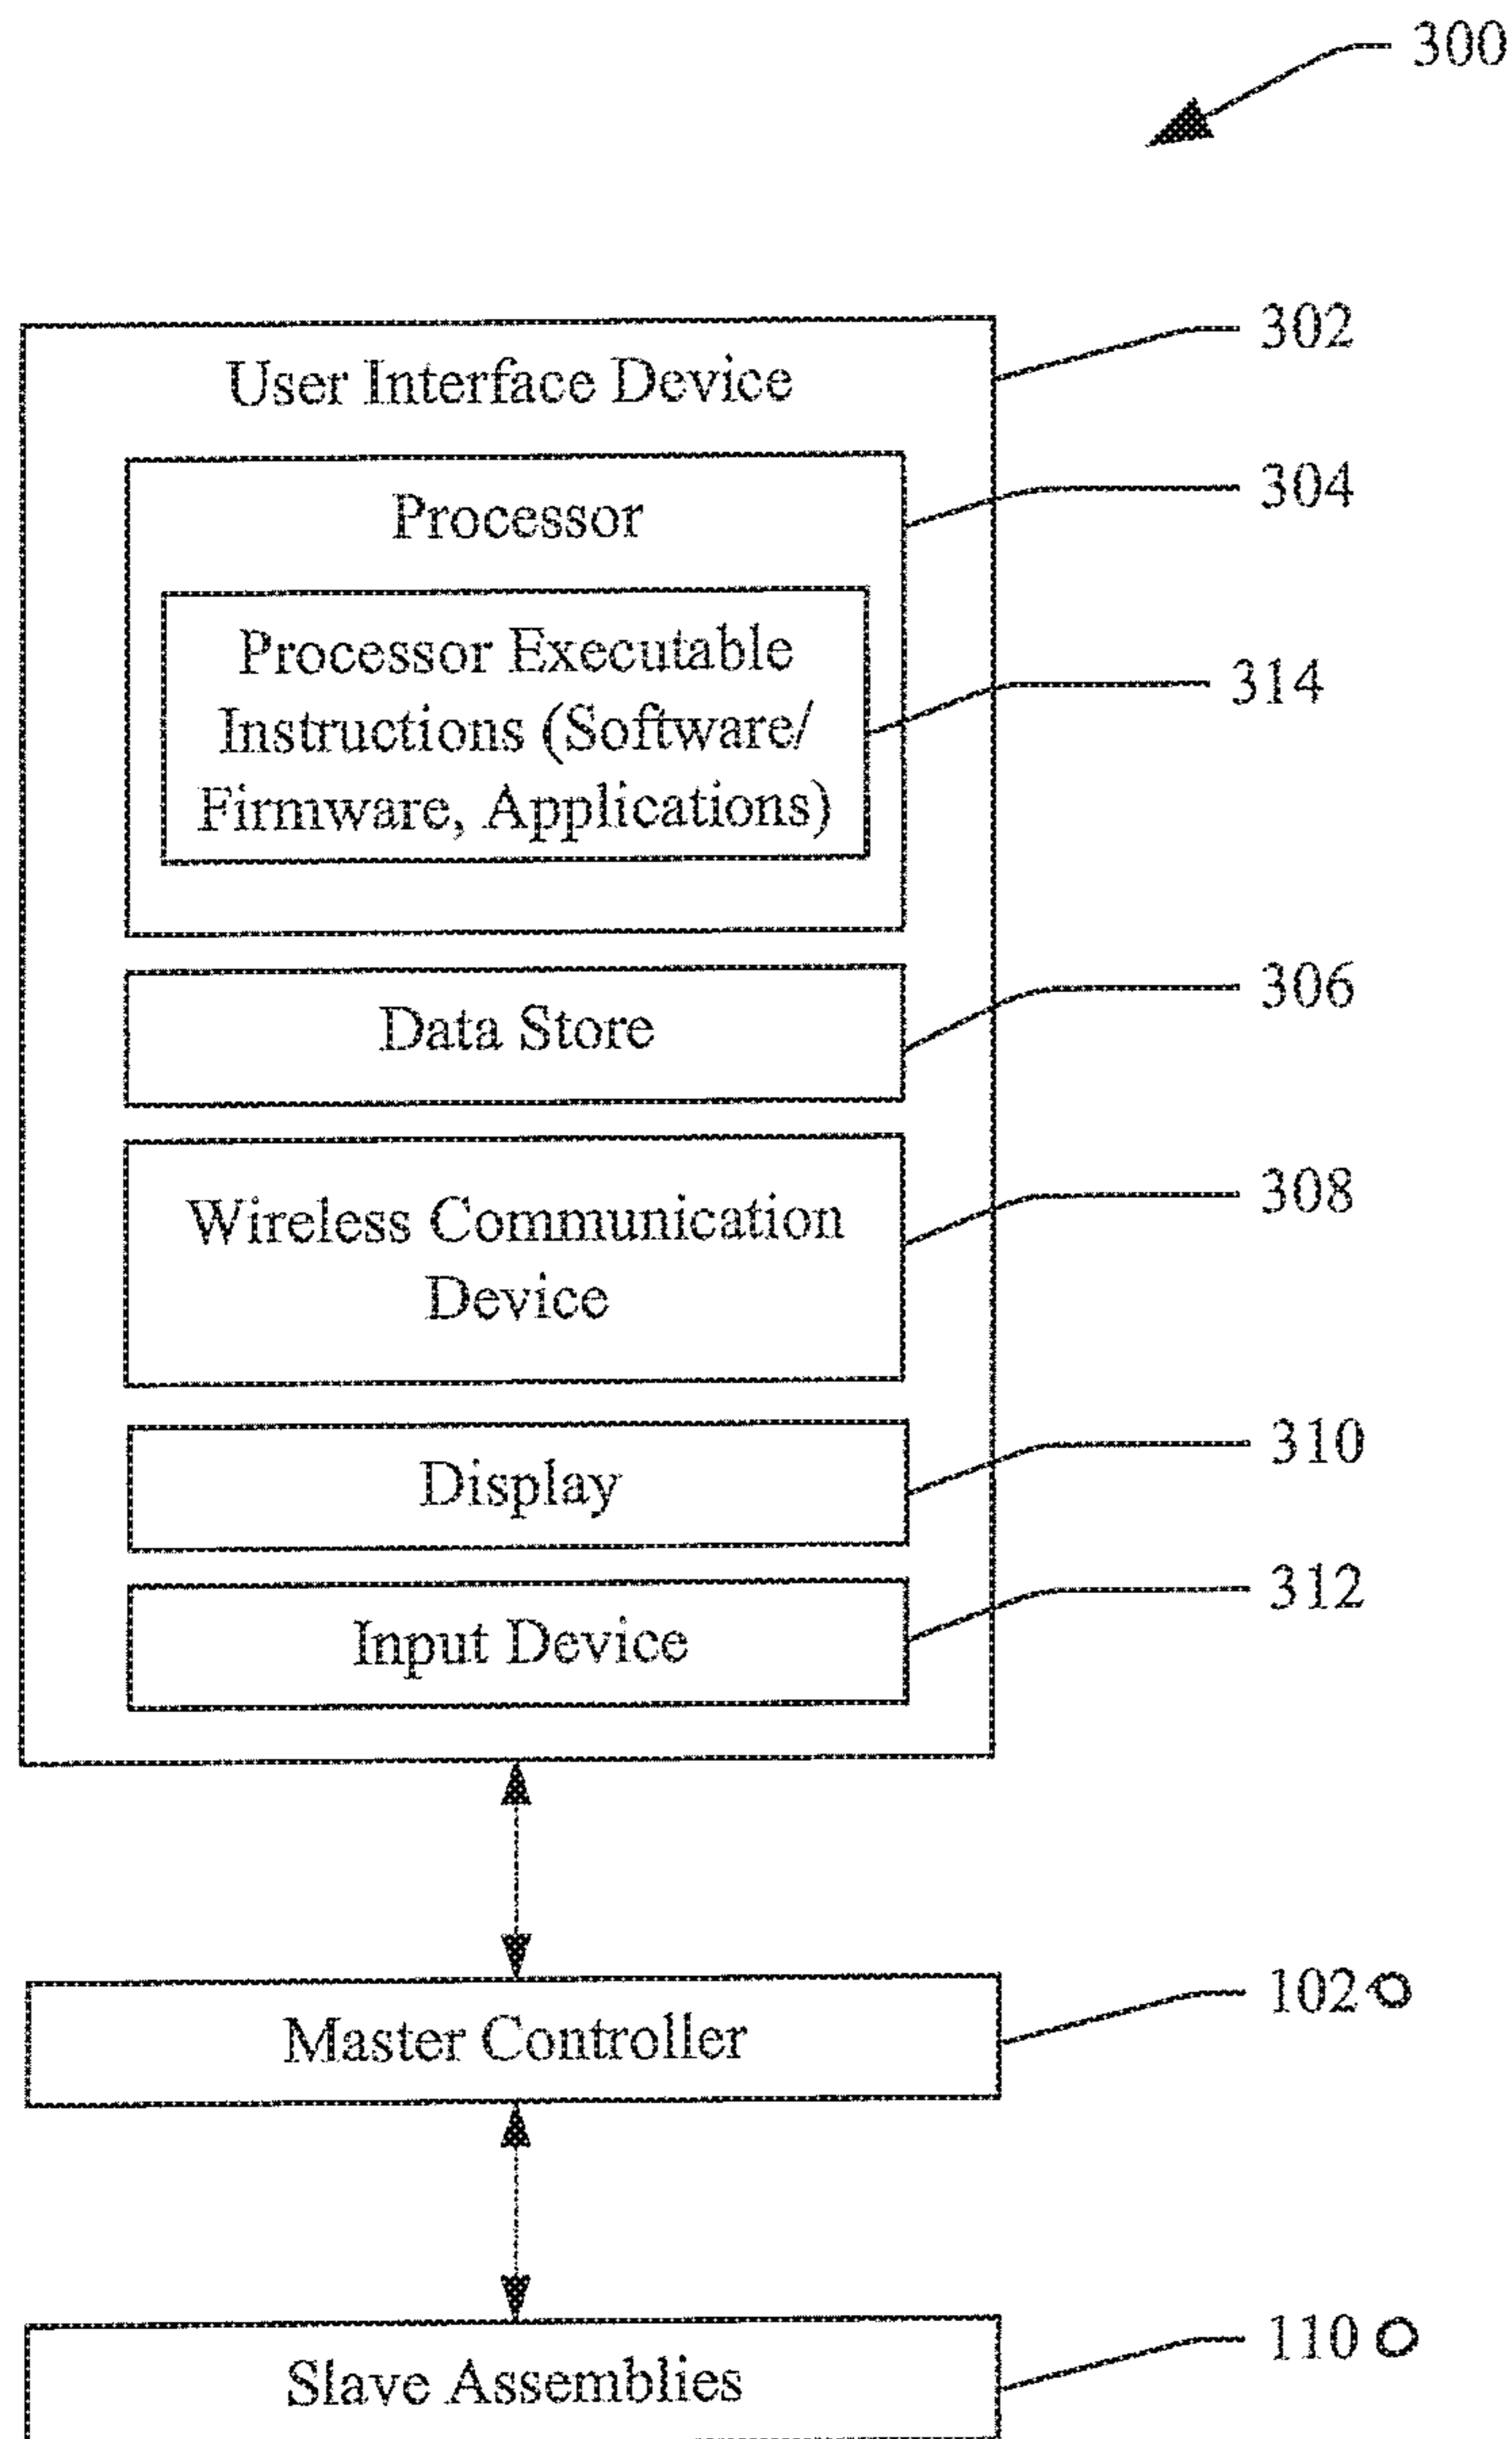 300
302
User Interface Device
304
Processor
Processor Executable
314
Instructions (Software/
Firmware, Applications)
306
Data Store
308
Wireless Communication
Device
310
Display
312
Input Device
102
Master Controller
110
Slave Assemblies